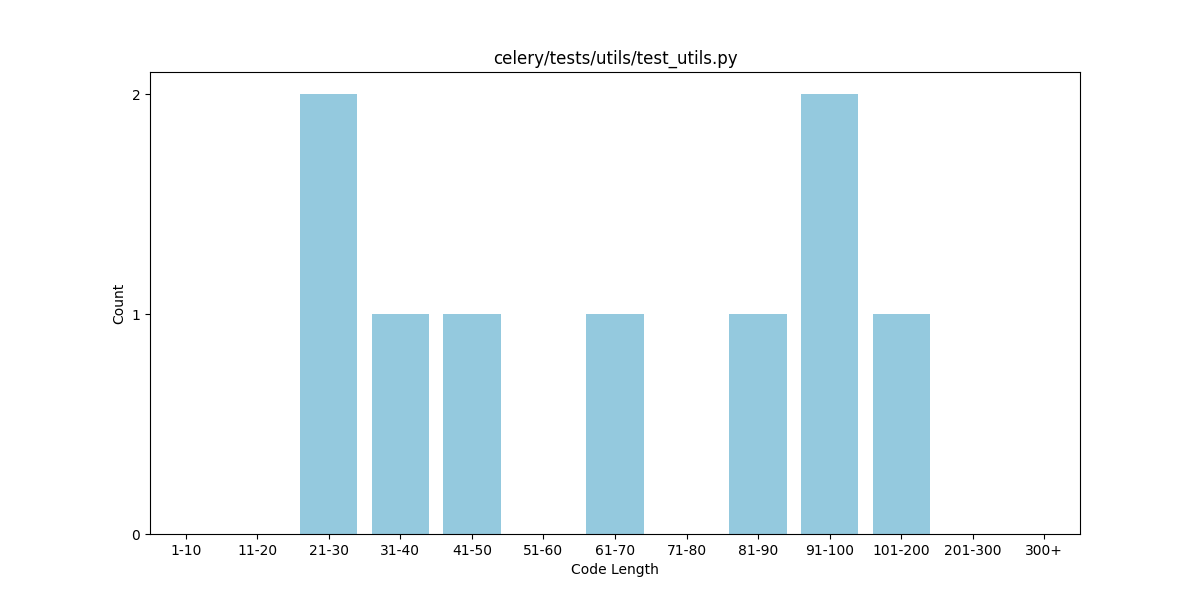 celery/tests/utils/test_utils.py
2
1
0
Count
1-10 11-20 21-30 31-40 41-50 51-60 61-70 71-80 81-90 91-100 101-200 201-300 300+
Code Length